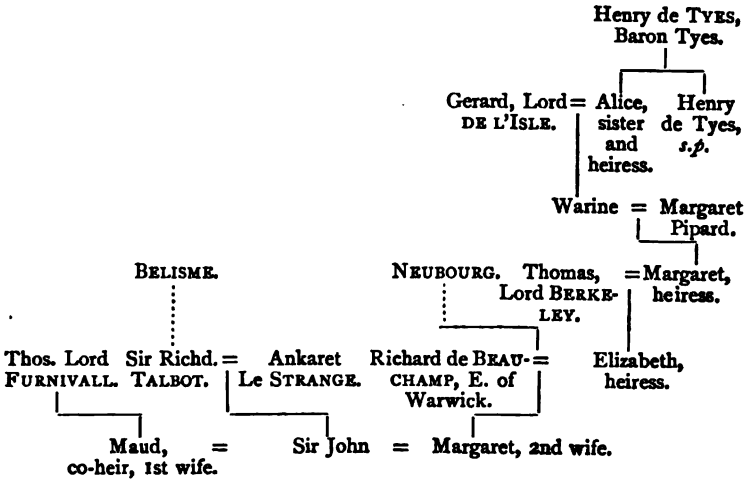 Henry de TYES,
Baron Tyes.
Gerard, Lord = Alice, Henry
DE L'ISLE. sister de Tyes,
and s.p.
heiress.
Warine = Margaret
Pipard.
BELISME. NEUBOURG. Thomas, = Margaret,
Lord BERKE- heiress.
LEY.
Thos. Lord Sir Richd. = Ankaret Richard de BEAU- = Elizabeth,
FURNIVALL. TALBOT. Le STRANGE. CHAMP, E. of heiress.
Warwick.
Maud, = Sir John = Margaret, 2nd wife.
co-heir, 1st wife.